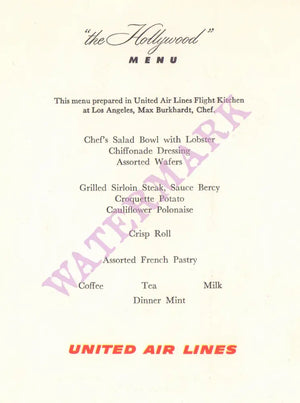 "the Hollywood"
MENU
This menu prepared in United Air Lines Flight Kitchen
at Los Angeles, Max Burkhardt, Chef.
Chef's Salad Bowl with Lobster
Chiffonade Dressing
Assorted Wafers
Grilled Sirloin Steak, Sauce Bercy
Croquette Potato
Cauliflower Polonaise
Crisp Roll
Assorted French Pastry
Coffee Tea Milk
Dinner Mint
UNITED AIR LINES
WATERMARK